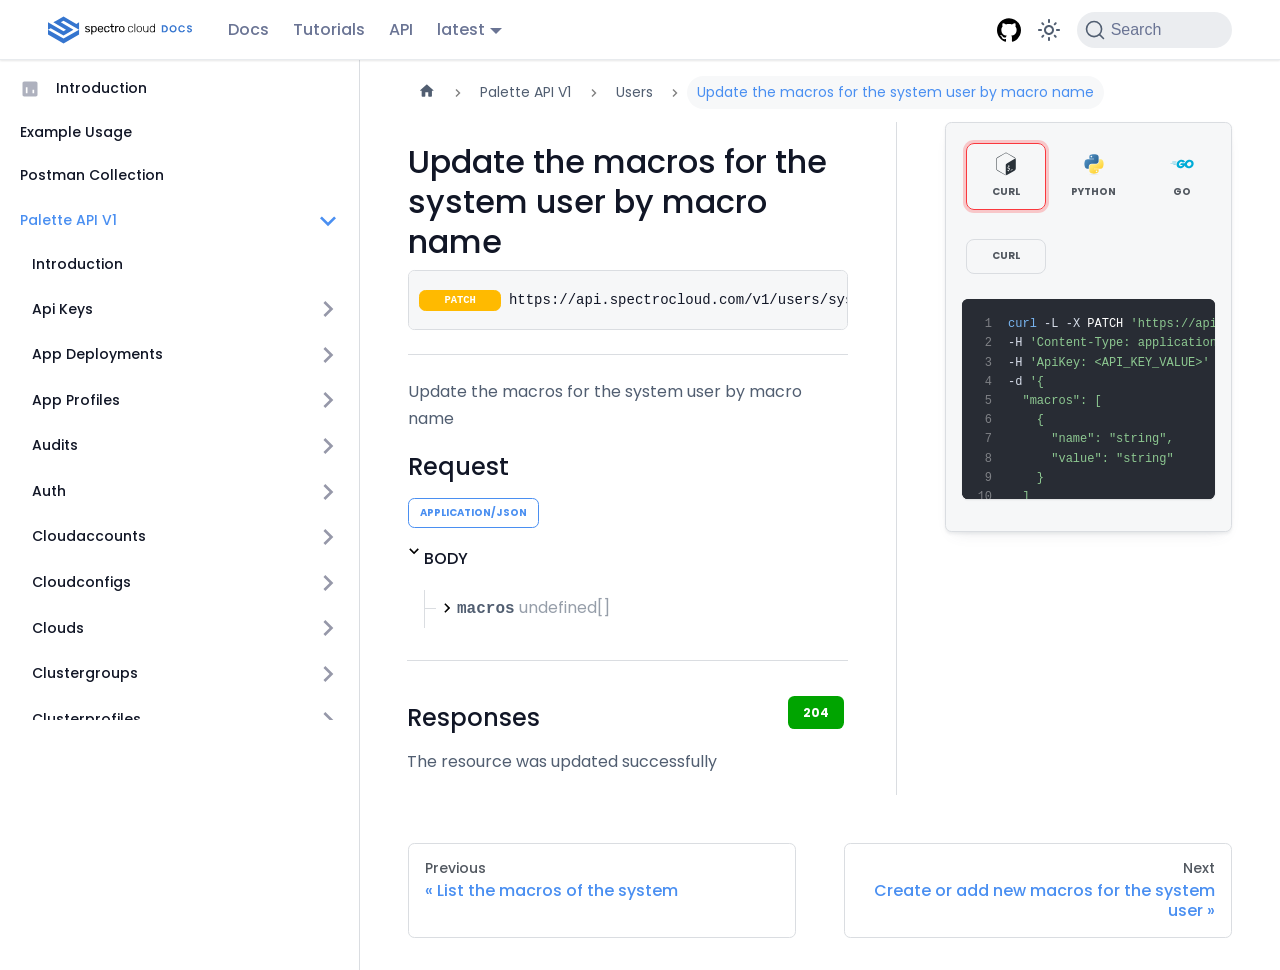 spectro cloud DOCS
Docs
Tutorials
API
latest
Search
Introduction
Example Usage
Postman Collection
Palette API V1
Introduction
Api Keys
App Deployments
App Profiles
Audits
Auth
Cloudaccounts
Cloudconfigs
Clouds
Clustergroups
Clusterprofiles
Palette API V1
Users
Update the macros for the system user by macro name
Update the macros for the
system user by macro
name
PATCH https://api.spectrocloud.com/v1/users/sys
Update the macros for the system user by macro
name
Request
APPLICATION/JSON
BODY
macros undefined[]
Responses
204
The resource was updated successfully
CURL
PYTHON
GO
CURL
1 curl -L -X PATCH 'https://api
2 -H 'Content-Type: application
3 -H 'ApiKey: <API_KEY_VALUE>'
4 -d '{
5 "macros": [
6 {
7 "name": "string",
8 "value": "string"
9 }
10 ]
Previous
« List the macros of the system
Next
Create or add new macros for the system
user »